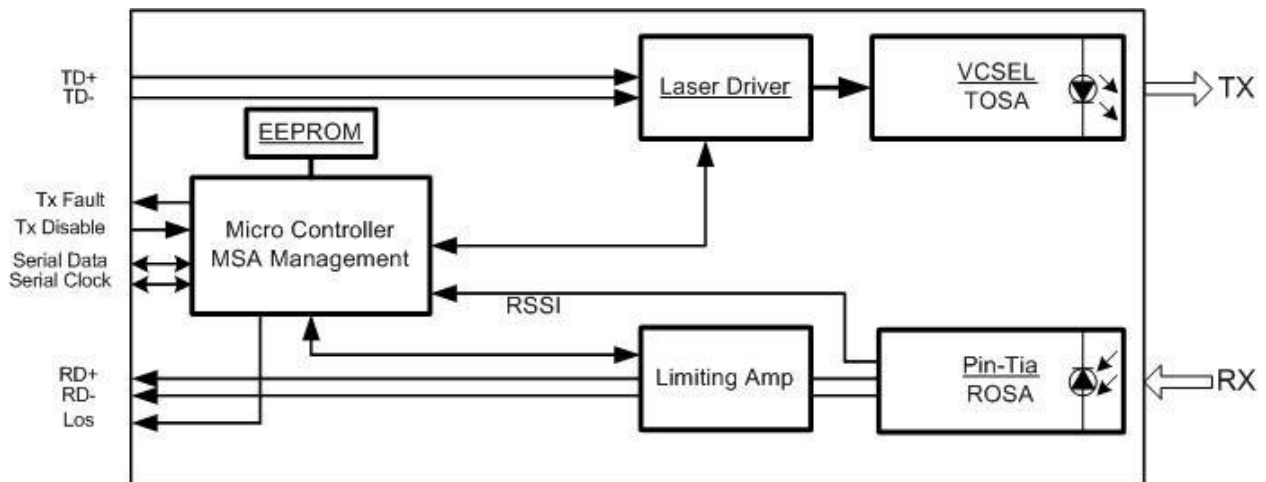 TD+
TD-
Laser Driver
VCSEL
TOSA
TX
EEPROM
Tx Fault
Tx Disable
Serial Data
Serial Clock
Micro Controller
MSA Management
RSSI
RD+
RD-
Los
Limiting Amp
Pin-Tia
ROSA
RX